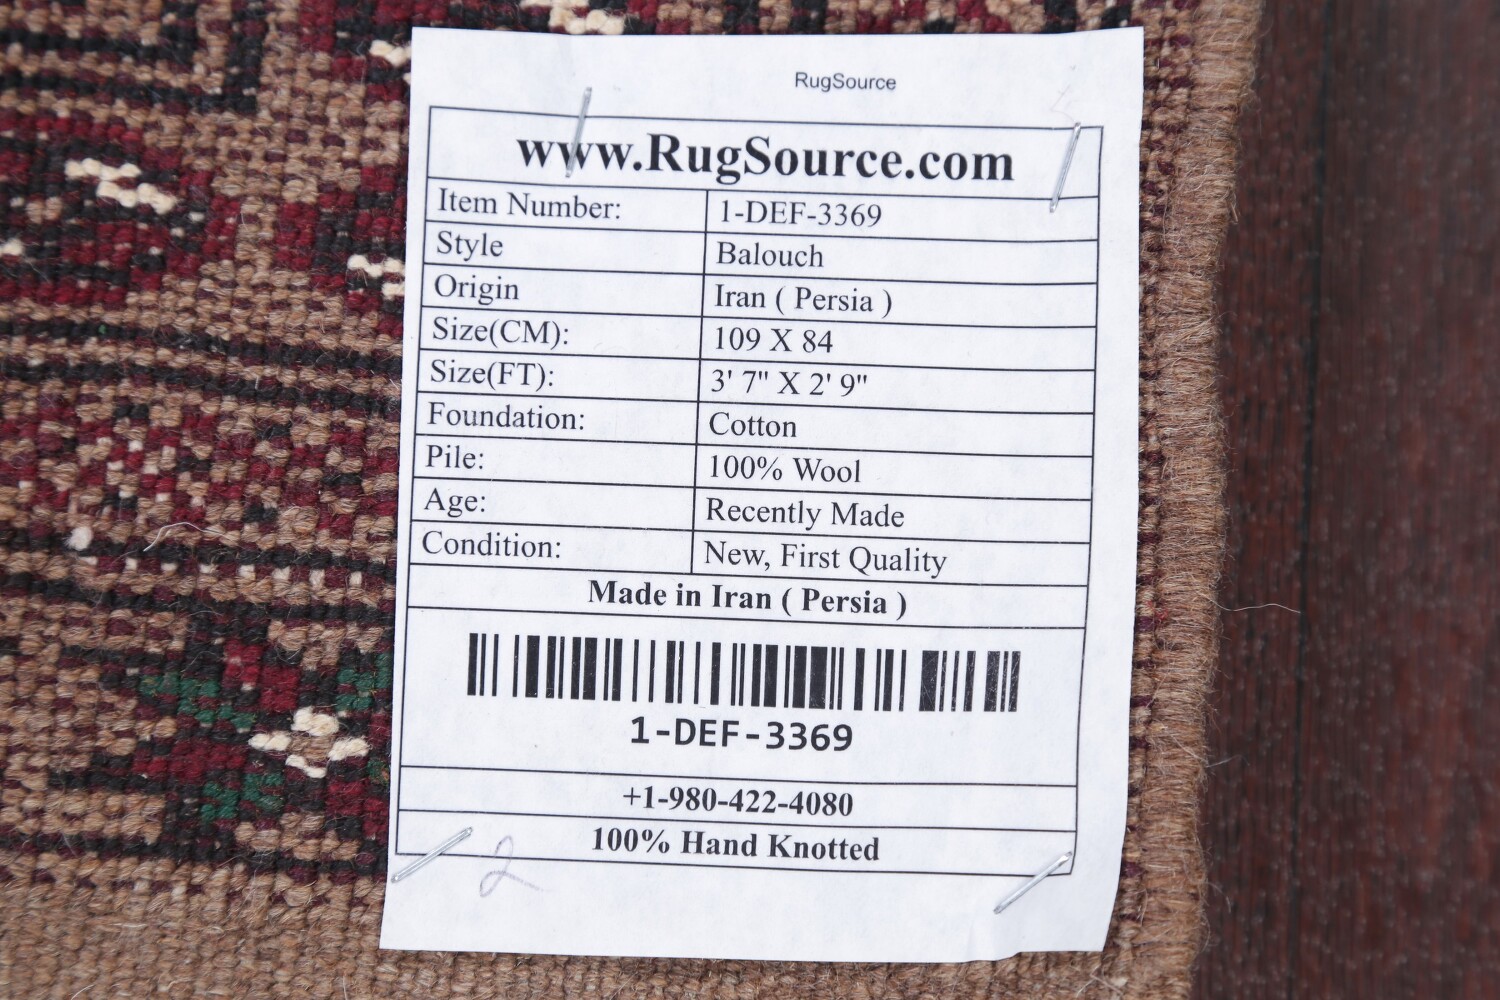 RugSource
www.RugSource.com
Item Number: 1-DEF-3369
Style Balouch
Origin Iran ( Persia )
Size(CM): 109 X 84
Size(FT): 3' 7" X 2' 9"
Foundation: Cotton
Pile: 100% Wool
Age: Recently Made
Condition: New, First Quality
Made in Iran ( Persia )
1-DEF-3369
+1-980-422-4080
100% Hand Knotted
2